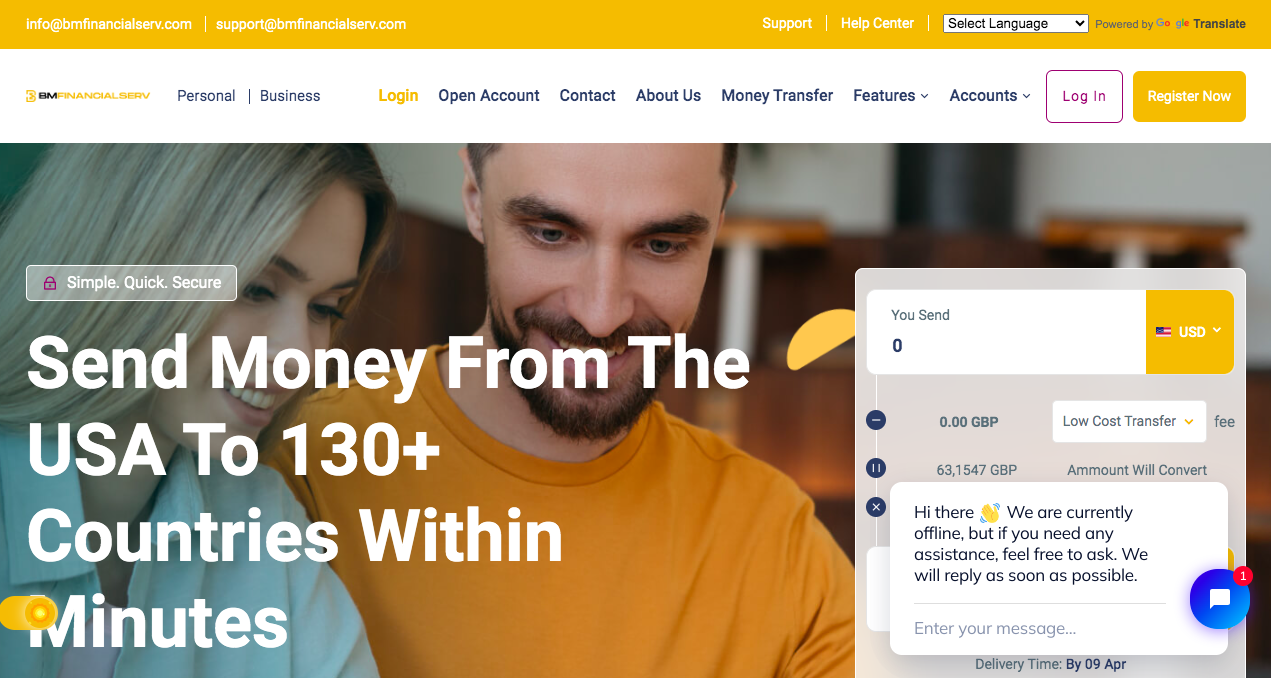 info@bmfinancialserv.com support@bmfinancialserv.com Support Help Center Select Language Powered by Google Translate
BMFINANCIALSERV Personal Business Login Open Account Contact About Us Money Transfer Features Accounts Log In Register Now
Simple. Quick. Secure
Send Money From The
USA To 130+
Countries Within
Minutes
You Send
0
USD
0.00 GBP Low Cost Transfer fee
63,1547 GBP Ammount Will Convert
Hi there 👋 We are currently
offline, but if you need any
assistance, feel free to ask. We
will reply as soon as possible.
1
Enter your message...
Delivery Time: By 09 Apr